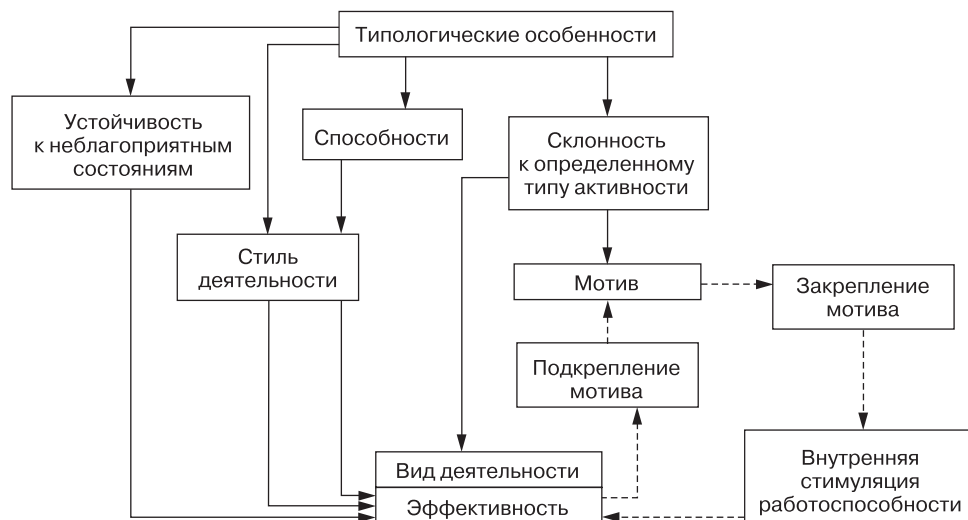 Типологические особенности
Устойчивость
к неблагоприятным
состояниям
Способности
Склонность
к определенному
типу активности
Стиль
деятельности
Мотив
Закрепление
мотива
Подкрепление
мотива
Вид деятельности
Эффективность
Внутренняя
стимуляция
работоспособности